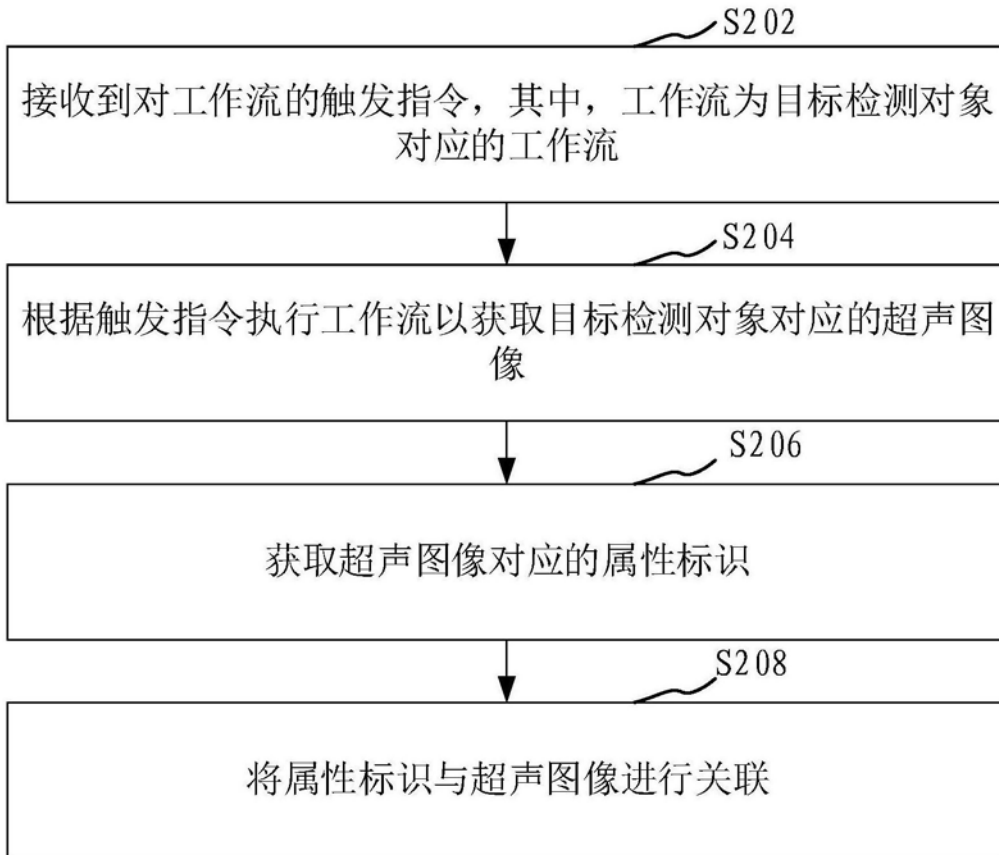 S202
接收到对工作流的触发指令，其中，工作流为目标检测对象
对应的工作流
S204
根据触发指令执行工作流以获取目标检测对象对应的超声图
像
S206
获取超声图像对应的属性标识
S208
将属性标识与超声图像进行关联